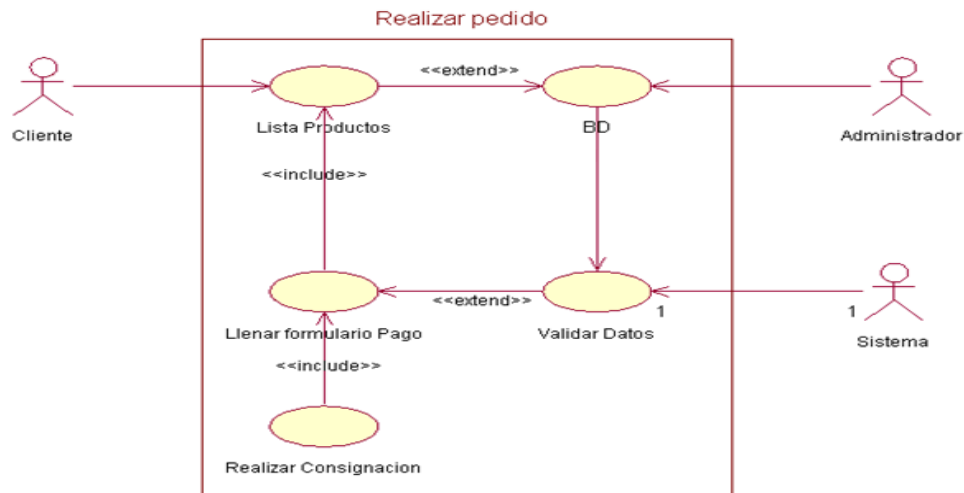 Realizar pedido
<<extend>>
Cliente
Lista Productos
BD
Administrador
<<include>>
<<extend>>
1
1
Llenar formulario Pago
Validar Datos
Sistema
<<include>>
Realizar Consignacion